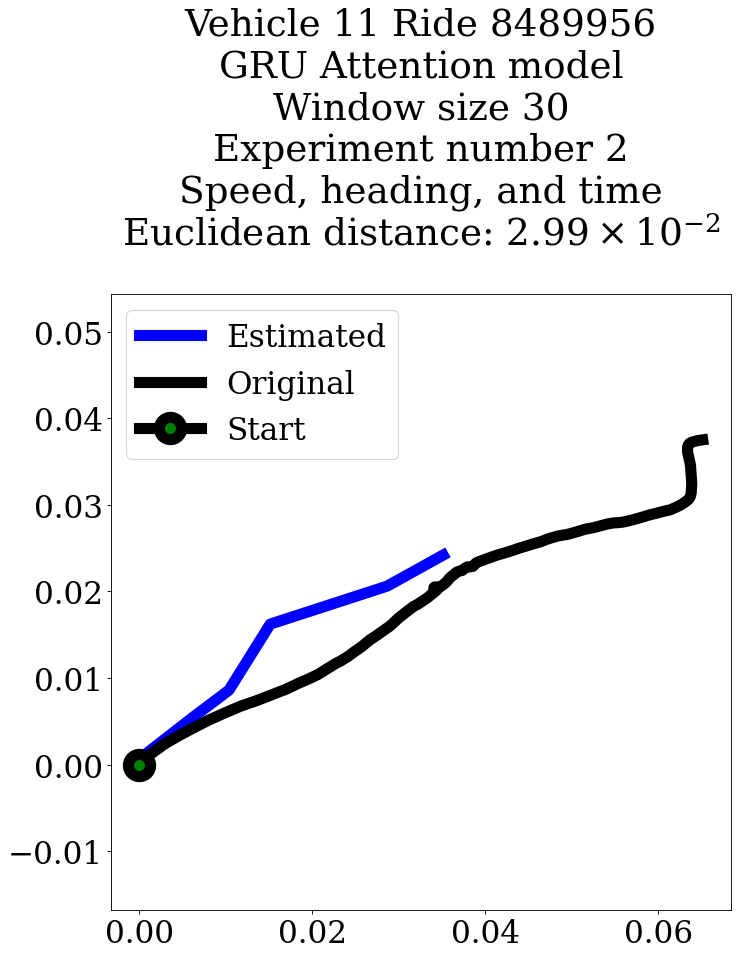 Vehicle 11 Ride 8489956
GRU Attention model
Window size 30
Experiment number 2
Speed, heading, and time
Euclidean distance: 2.99 × 10⁻²
Estimated
Original
Start
0.05
0.04
0.03
0.02
0.01
0.00
−0.01
0.00 0.02 0.04 0.06